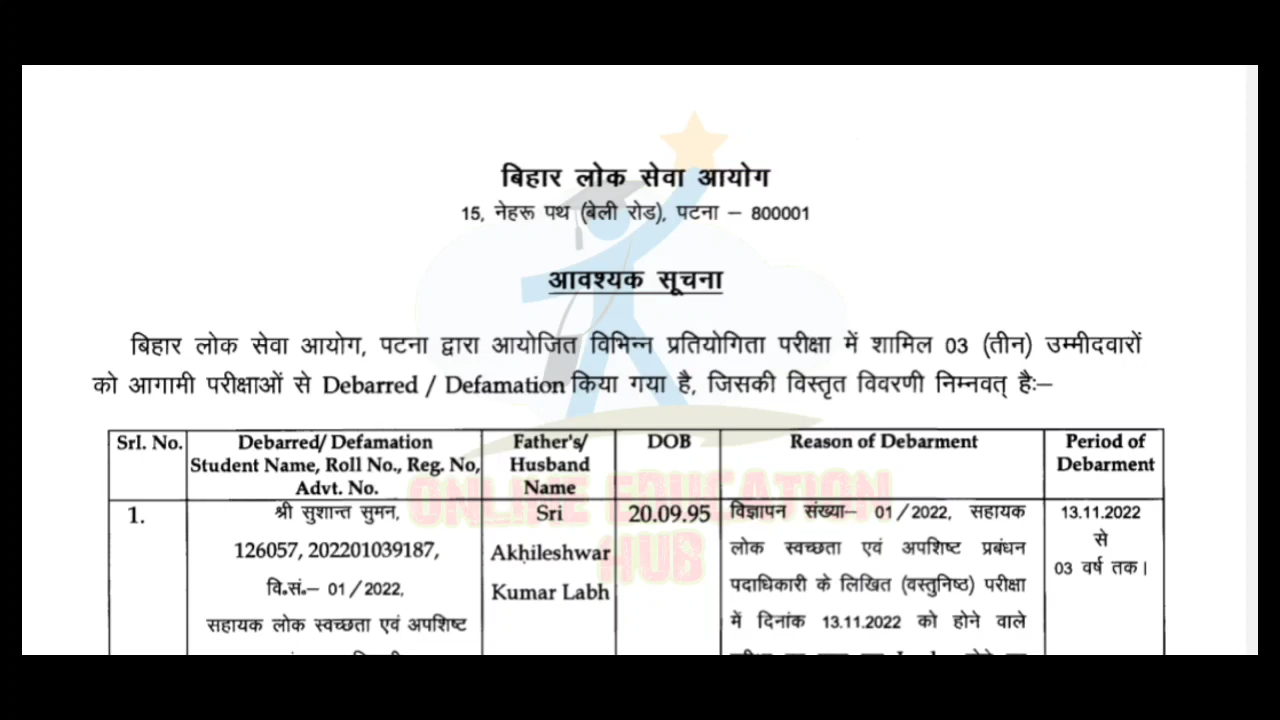 बिहार लोक सेवा आयोग
15, नेहरू पथ (बेली रोड), पटना – 800001
आवश्यक सूचना
बिहार लोक सेवा आयोग, पटना द्वारा आयोजित विभिन्न प्रतियोगिता परीक्षा में शामिल 03 (तीन) उम्मीदवारों
को आगामी परीक्षाओं से Debarred / Defamation किया गया है, जिसकी विस्तृत विवरणी निम्नवत् हैः–
Srl. No.
Debarred/ Defamation
Student Name, Roll No., Reg. No,
Advt. No.
Father's/
Husband
Name
DOB
Reason of Debarment
Period of
Debarment
1.
श्री सुशान्त सुमन,
126057, 202201039187,
वि.सं.– 01/2022,
सहायक लोक स्वच्छता एवं अपशिष्ट
Sri
Akhileshwar
Kumar Labh
20.09.95
विज्ञापन संख्या– 01/2022, सहायक
लोक स्वच्छता एवं अपशिष्ट प्रबंधन
पदाधिकारी के लिखित (वस्तुनिष्ठ) परीक्षा
में दिनांक 13.11.2022 को होने वाले
13.11.2022
से
03 वर्ष तक।
ONLINE EDUCATION
HUB